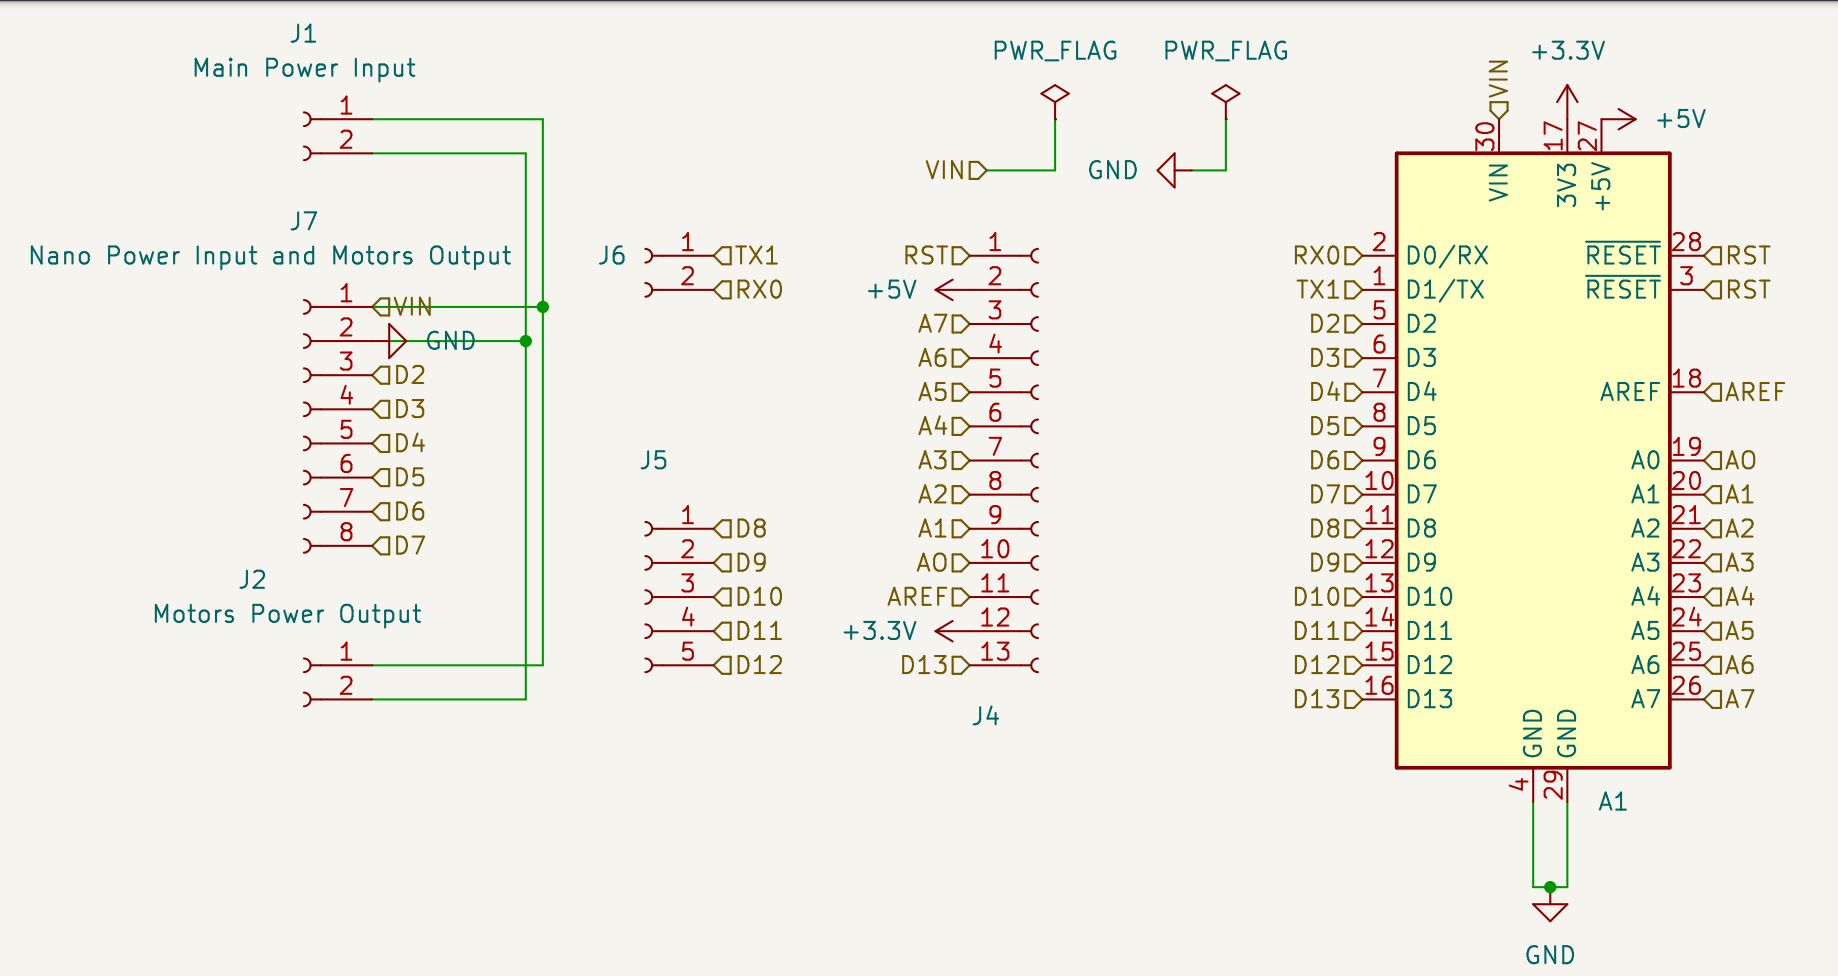 J1
Main Power Input
1
2
J7
Nano Power Input and Motors Output
1 VIN
2 GND
3 D2
4 D3
5 D4
6 D5
7 D6
8 D7
J2
Motors Power Output
1
2
J6
1 TX1
2 RX0
J5
1 D8
2 D9
3 D10
4 D11
5 D12
PWR_FLAG
VIN
PWR_FLAG
GND
RST 1
+5V 2
A7 3
A6 4
A5 5
A4 6
A3 7
A2 8
A1 9
A0 10
AREF 11
+3.3V 12
D13 13
J4
VIN
+3.3V
+5V
30 17 27
VIN 3V3 +5V
RX0 2 D0/RX RESET 28 RST
TX1 1 D1/TX RESET 3 RST
D2 5 D2
D3 6 D3
D4 7 D4 AREF 18 AREF
D5 8 D5
D6 9 D6 A0 19 A0
D7 10 D7 A1 20 A1
D8 11 D8 A2 21 A2
D9 12 D9 A3 22 A3
D10 13 D10 A4 23 A4
D11 14 D11 A5 24 A5
D12 15 D12 A6 25 A6
D13 16 D13 A7 26 A7
GND GND
4 29
A1
GND